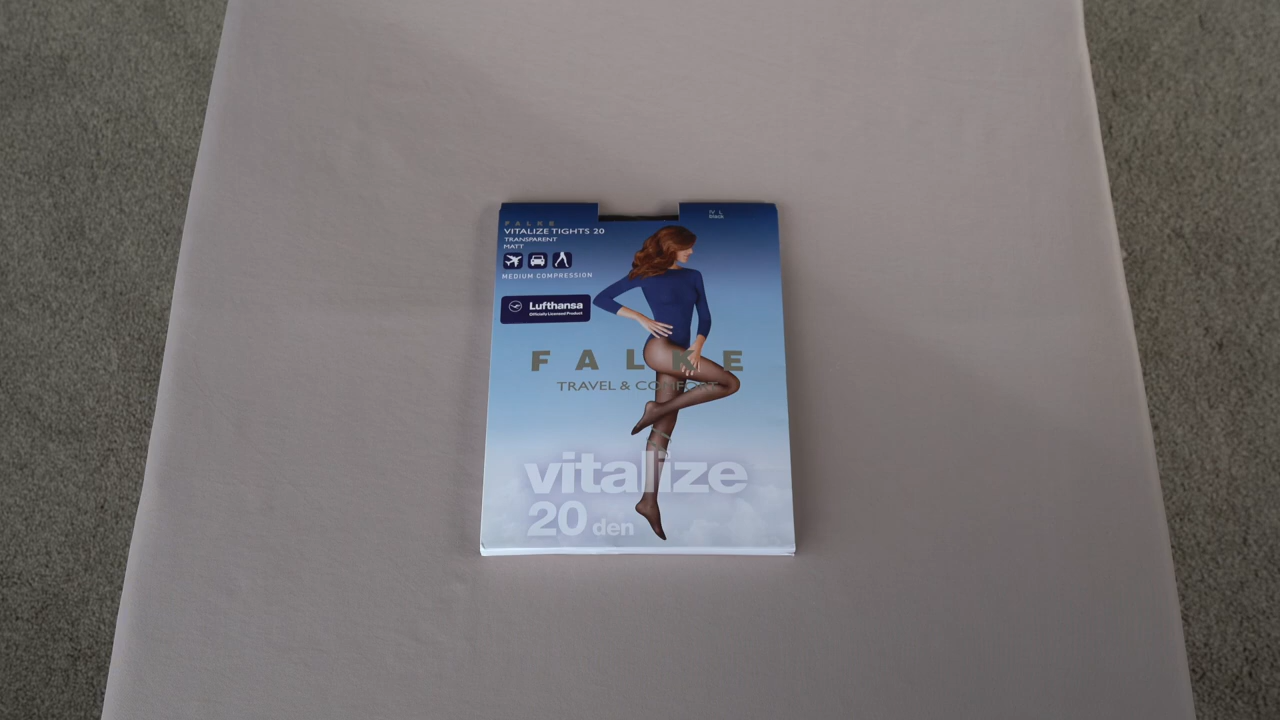 FALKE
VITALIZE TIGHTS 20
TRANSPARENT
MATT
MEDIUM COMPRESSION
IV L
black
Lufthansa
Officially Licensed Product
FALKE
TRAVEL & COMFORT
vitalize
20 den